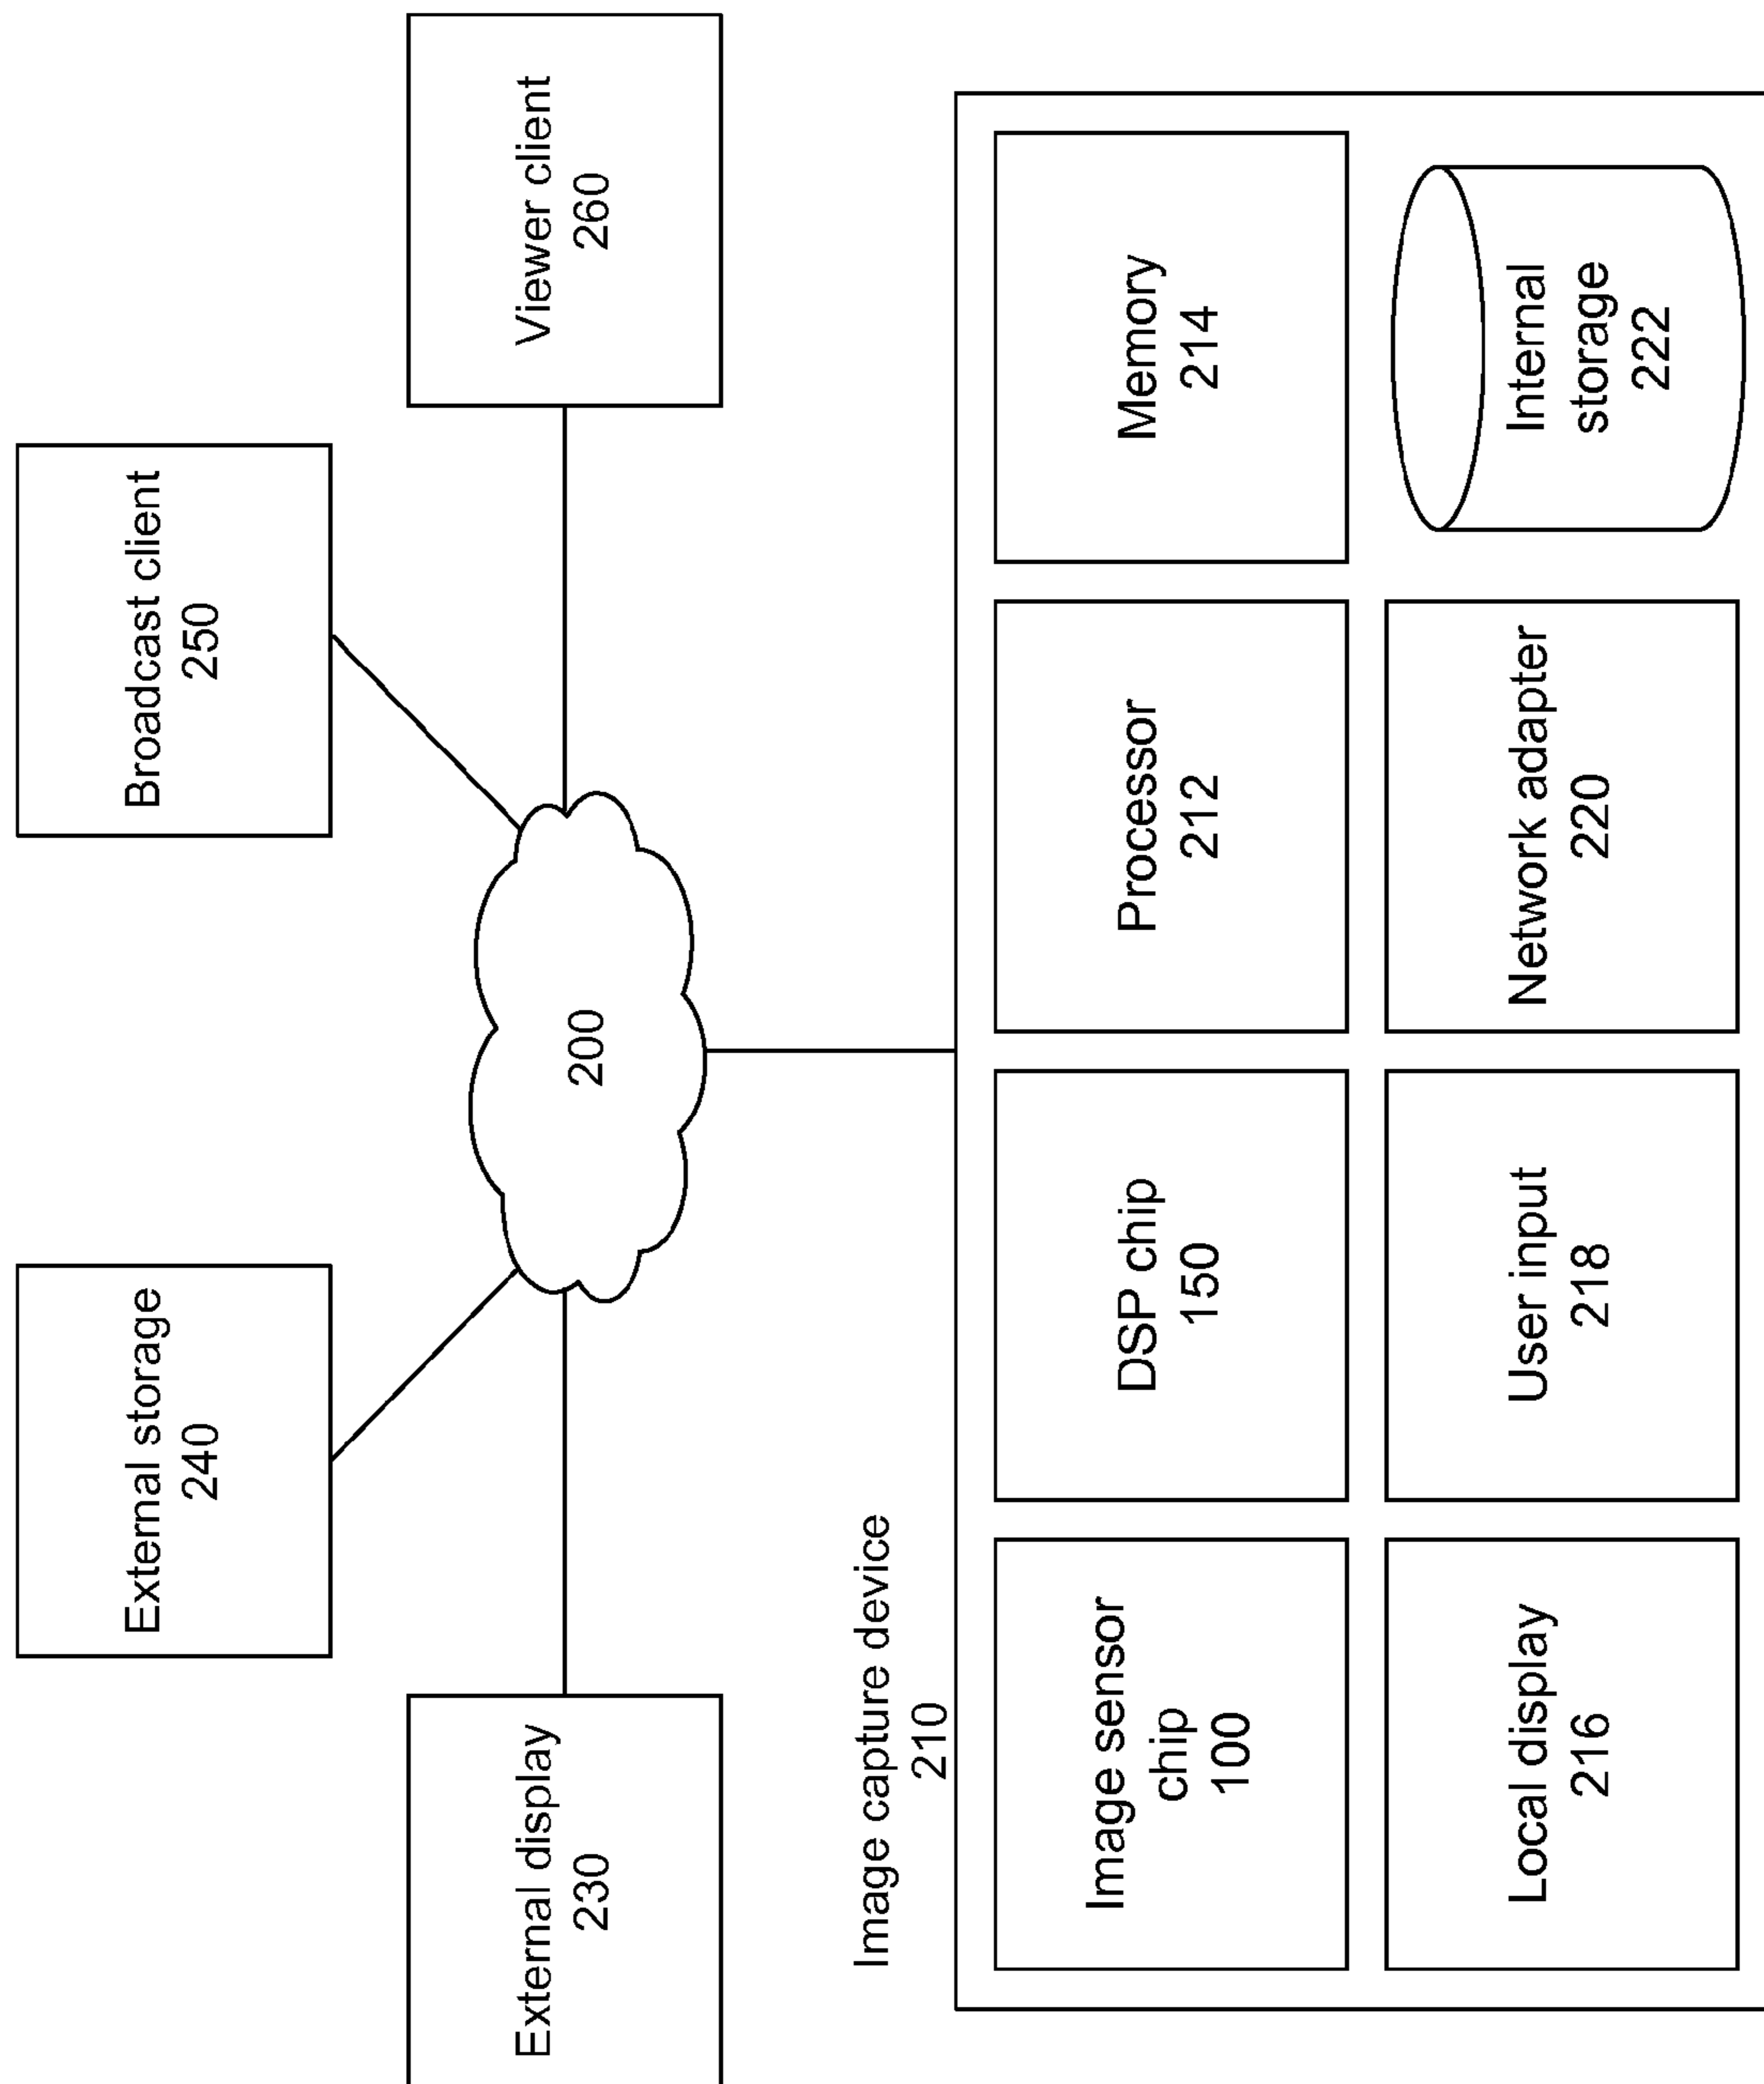 External storage
240
Broadcast client
250
External display
230
200
Viewer client
260
Image capture device
210
Image sensor
chip
100
DSP chip
150
Processor
212
Memory
214
Local display
216
User input
218
Network adapter
220
Internal
storage
222